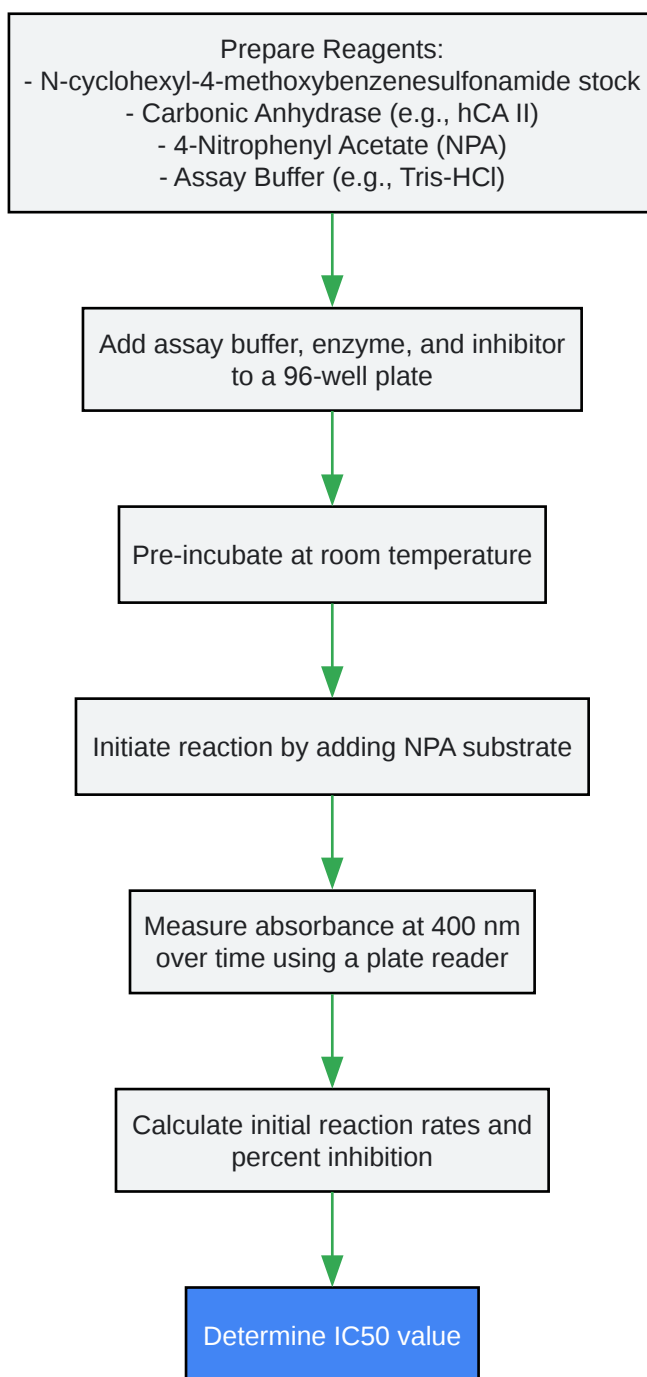 Prepare Reagents:
- N-cyclohexyl-4-methoxybenzenesulfonamide stock
- Carbonic Anhydrase (e.g., hCA II)
- 4-Nitrophenyl Acetate (NPA)
- Assay Buffer (e.g., Tris-HCl)
Add assay buffer, enzyme, and inhibitor
to a 96-well plate
Pre-incubate at room temperature
Initiate reaction by adding NPA substrate
Measure absorbance at 400 nm
over time using a plate reader
Calculate initial reaction rates and
percent inhibition
Determine IC50 value